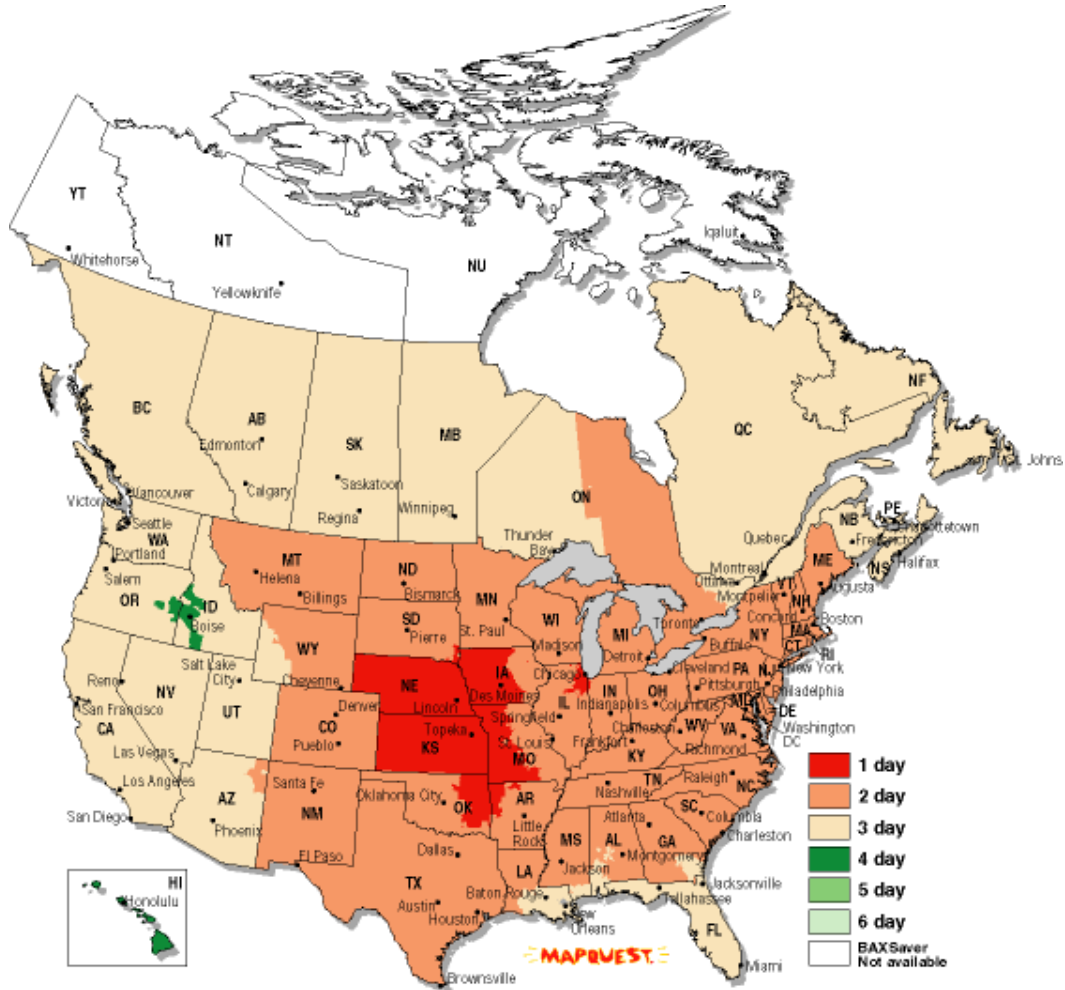 Iqaluit
YT
Whitehorse
NT
Yellowknife
NU
BC
AB
Edmonton
Calgary
SK
Saskatoon
Regina
MB
Winnipeg
ON
Thunder
Bay
QC
Quebec
Montreal
Ottawa
Toronto
NF
St. Johns
PE
Charlottetown
NB
Fredericton
NS
Halifax
Victoria
Vancouver
Seattle
WA
Portland
Salem
OR
ID
Boise
MT
Helena
Billings
ND
Bismarck
SD
Pierre
MN
St. Paul
WI
Madison
MI
Detroit
ME
Augusta
VT
Montpelier
NH
Concord
Boston
MA
CT
RI
NY
Buffalo
New York
WY
Cheyenne
Salt Lake
City
Reno
NV
San Francisco
CA
Las Vegas
Los Angeles
San Diego
UT
AZ
Phoenix
CO
Denver
Pueblo
NE
Lincoln
KS
Topeka
IA
Des Moines
Chicago
IL
Springfield
St. Louis
MO
IN
Indianapolis
OH
Columbus
Cleveland
PA
Pittsburgh
NJ
Philadelphia
MD
DE
Washington
DC
WV
Charleston
VA
Richmond
Frankfurt
KY
TN
Nashville
Raleigh
NC
SC
Columbia
Charleston
Santa Fe
NM
El Paso
Oklahoma City
OK
AR
Little
Rock
Dallas
TX
Austin
Houston
Brownsville
LA
Baton Rouge
New
Orleans
MS
Jackson
AL
Montgomery
Atlanta
GA
Jacksonville
Tallahassee
FL
Miami
HI
Honolulu
MAPQUEST.
1 day
2 day
3 day
4 day
5 day
6 day
BAXSaver
Not available